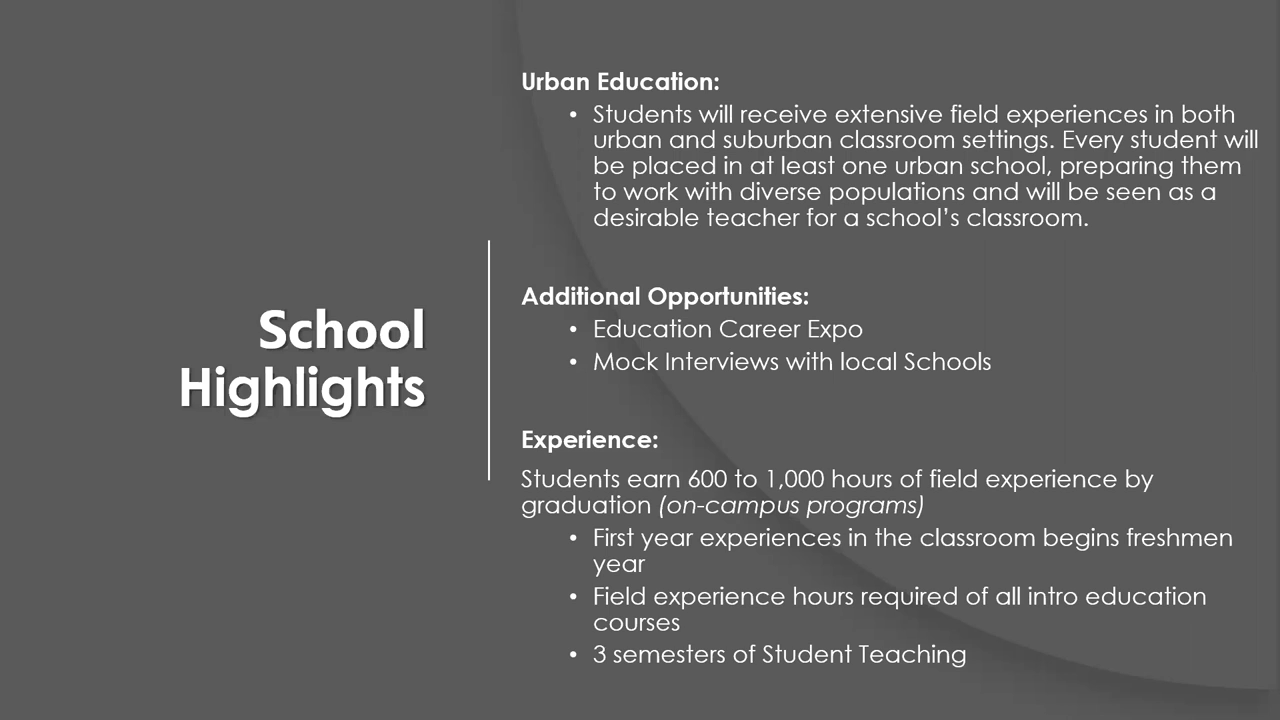 School
Highlights
Urban Education:
• Students will receive extensive field experiences in both
urban and suburban classroom settings. Every student will
be placed in at least one urban school, preparing them
to work with diverse populations and will be seen as a
desirable teacher for a school’s classroom.
Additional Opportunities:
• Education Career Expo
• Mock Interviews with local Schools
Experience:
Students earn 600 to 1,000 hours of field experience by
graduation (on-campus programs)
• First year experiences in the classroom begins freshmen
year
• Field experience hours required of all intro education
courses
• 3 semesters of Student Teaching